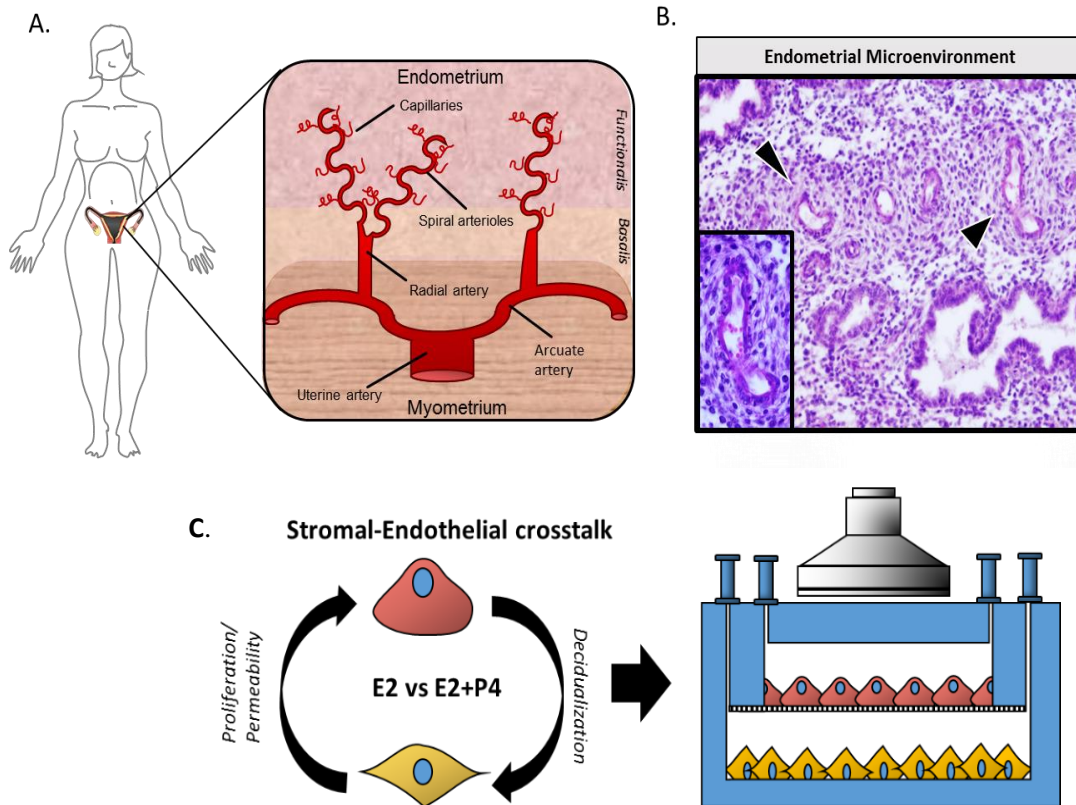 A.
Endometrium
Capillaries
Functionalis
Spiral arterioles
Basalis
Radial artery
Arcuate
artery
Uterine artery
Myometrium
B.
Endometrial Microenvironment
C.
Stromal-Endothelial crosstalk
Proliferation/
Permeability
E2 vs E2+P4
Decidualization